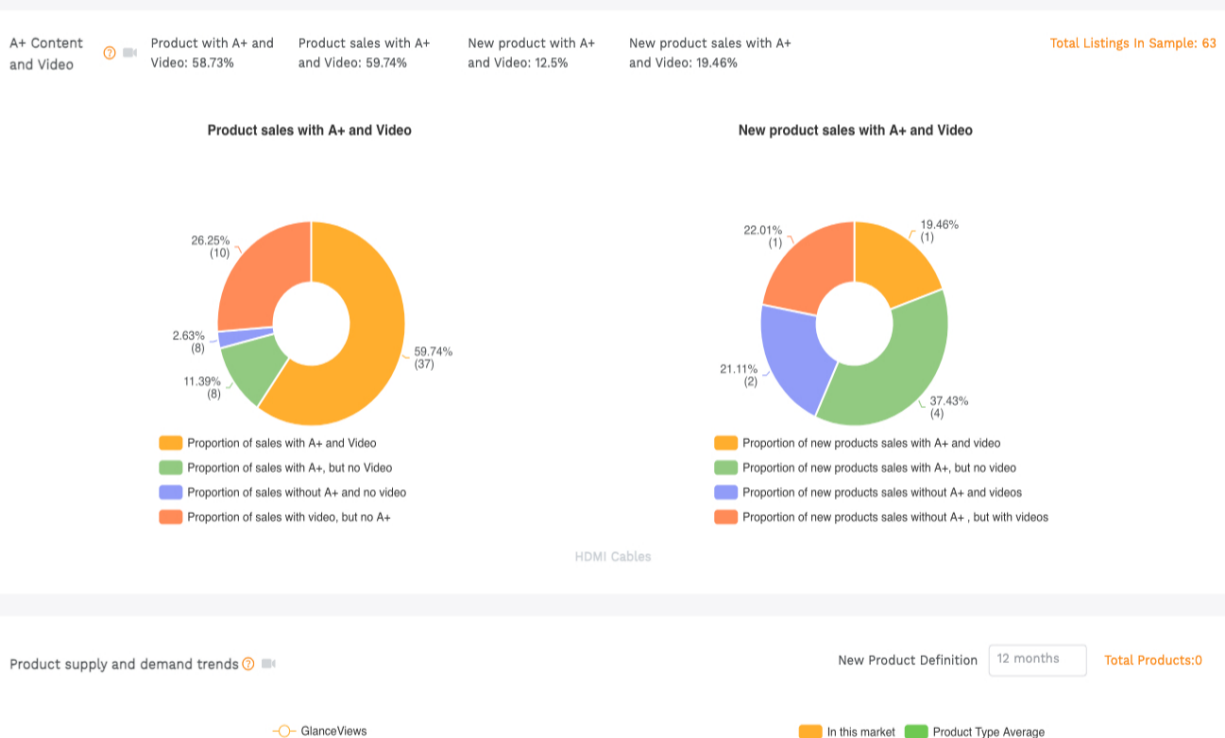 A+ Content
and Video
Product with A+ and
Video: 58.73%
Product sales with A+
and Video: 59.74%
New product with A+
and Video: 12.5%
New product sales with A+
and Video: 19.46%
Total Listings In Sample: 63
Product sales with A+ and Video
26.25%
(10)
2.63%
(8)
11.39%
(8)
59.74%
(37)
Proportion of sales with A+ and Video
Proportion of sales with A+, but no Video
Proportion of sales without A+ and no video
Proportion of sales with video, but no A+
New product sales with A+ and Video
22.01%
(1)
19.46%
(1)
21.11%
(2)
37.43%
(4)
Proportion of new products sales with A+ and video
Proportion of new products sales with A+, but no video
Proportion of new products sales without A+ and videos
Proportion of new products sales without A+ , but with videos
HDMI Cables
Product supply and demand trends ?
New Product Definition
12 months
Total Products:0
GlanceViews
In this market
Product Type Average